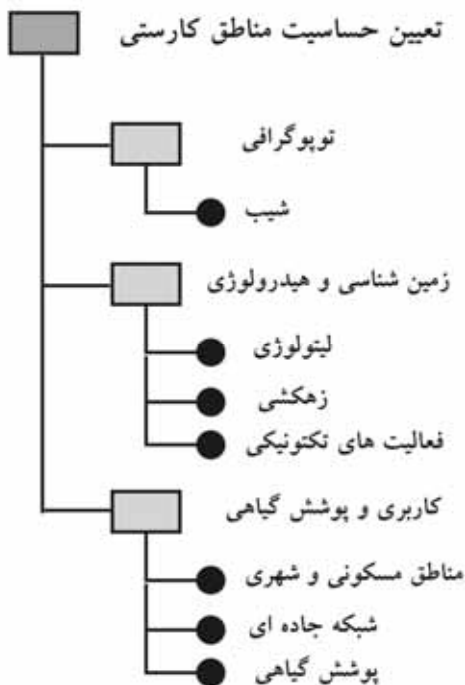 تعیین حساسیت مناطق کارستی
توپوگرافی
شیب
زمین شناسی و هیدرولوژی
لیتولوژی
زهکشی
فعالیت های تکتونیکی
کاربری و پوشش گیاهی
مناطق مسکونی و شهری
شبکه جاده ای
پوشش گیاهی